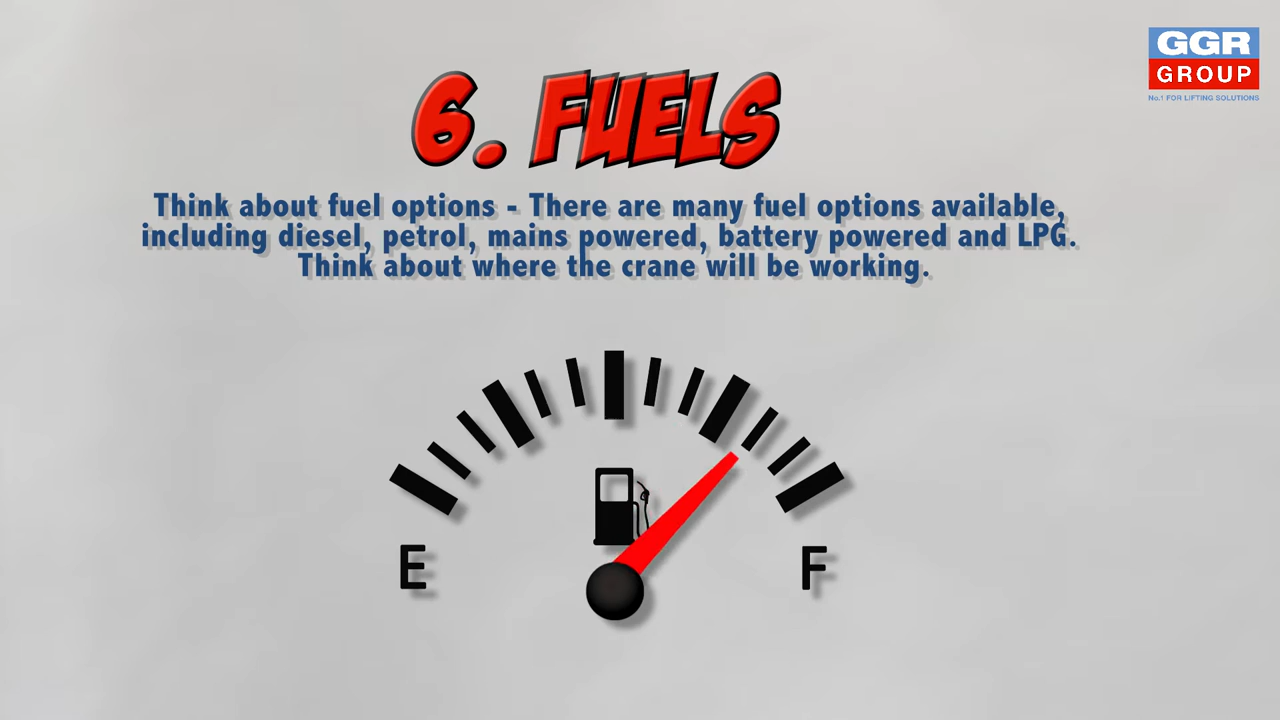 GGR
GROUP
No.1 FOR LIFTING SOLUTIONS
6. FUELS
Think about fuel options - There are many fuel options available,
including diesel, petrol, mains powered, battery powered and LPG.
Think about where the crane will be working.
E
F